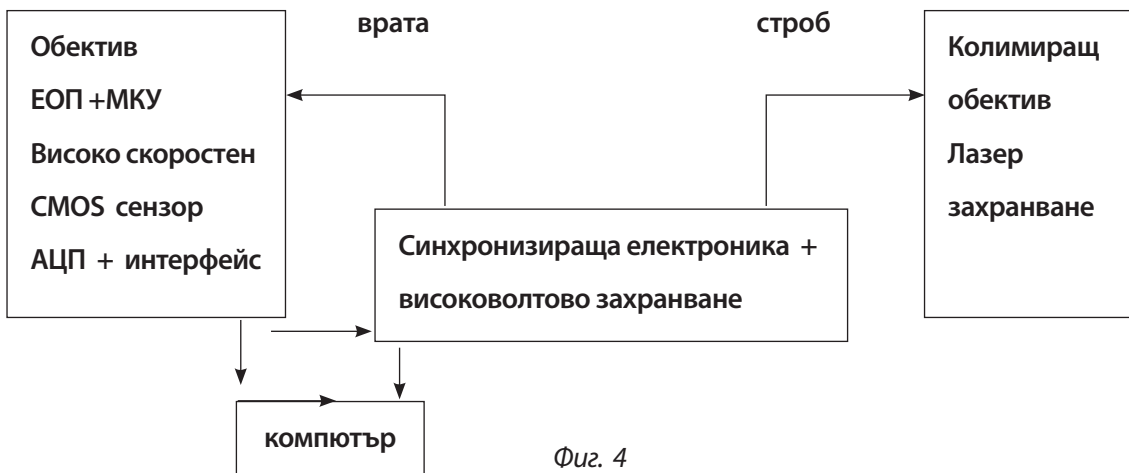 врата
строб
Обектив
ЕОП +МКУ
Високо скоростен
CMOS сензор
АЦП + интерфейс
Синхронизираща електроника +
високоволтово захранване
Колимиращ
обектив
Лазер
захранване
компютър
Фиг. 4